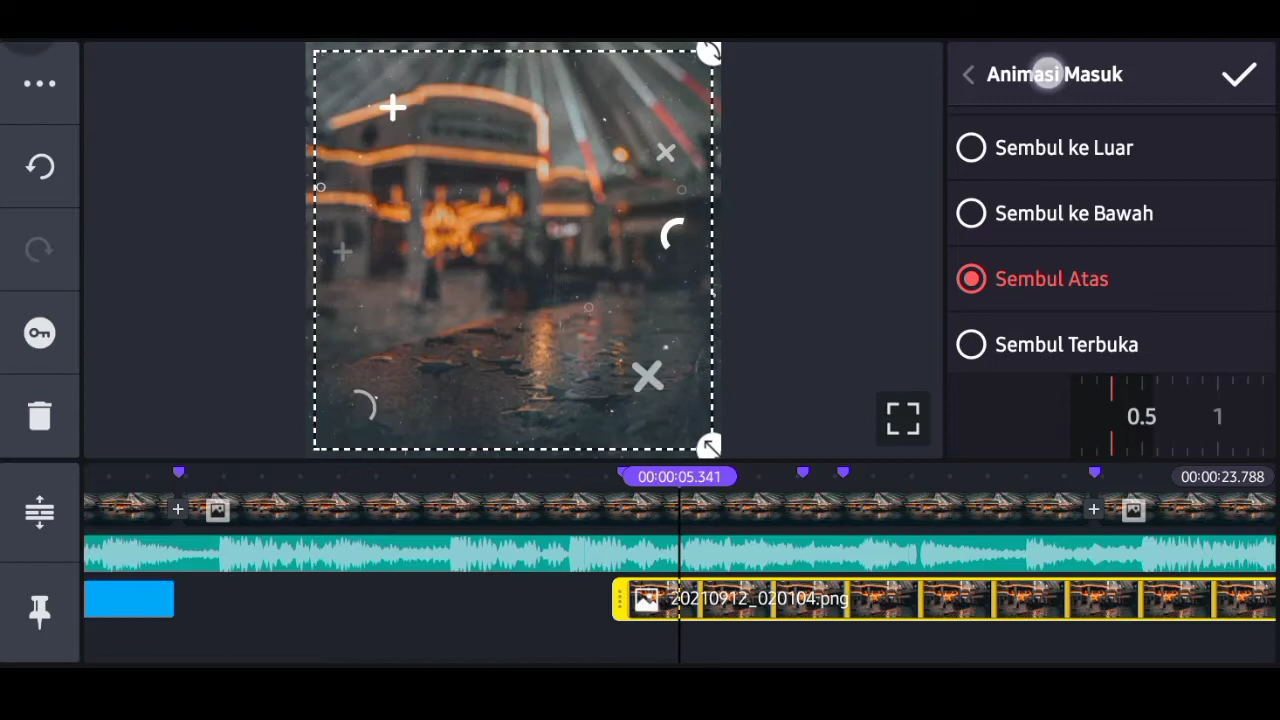 Animasi Masuk
Sembul ke Luar
Sembul ke Bawah
Sembul Atas
Sembul Terbuka
0.5 1
00:00:05.341
00:00:23.788
20210912_020104.png